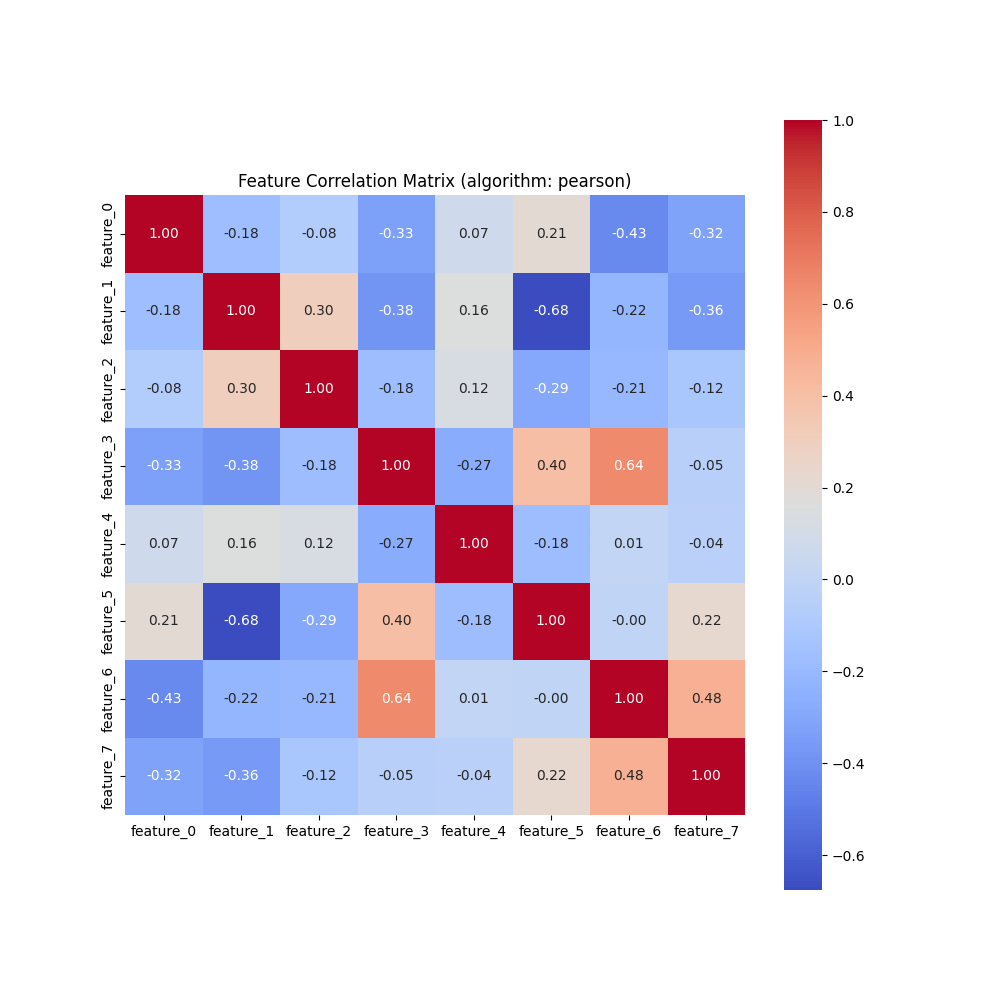 Feature Correlation Matrix (algorithm: pearson)
feature_0 1.00 -0.18 -0.08 -0.33 0.07 0.21 -0.43 -0.32
feature_1 -0.18 1.00 0.30 -0.38 0.16 -0.68 -0.22 -0.36
feature_2 -0.08 0.30 1.00 -0.18 0.12 -0.29 -0.21 -0.12
feature_3 -0.33 -0.38 -0.18 1.00 -0.27 0.40 0.64 -0.05
feature_4 0.07 0.16 0.12 -0.27 1.00 -0.18 0.01 -0.04
feature_5 0.21 -0.68 -0.29 0.40 -0.18 1.00 -0.00 0.22
feature_6 -0.43 -0.22 -0.21 0.64 0.01 -0.00 1.00 0.48
feature_7 -0.32 -0.36 -0.12 -0.05 -0.04 0.22 0.48 1.00
feature_0 feature_1 feature_2 feature_3 feature_4 feature_5 feature_6 feature_7
1.0
0.8
0.6
0.4
0.2
0.0
−0.2
−0.4
−0.6